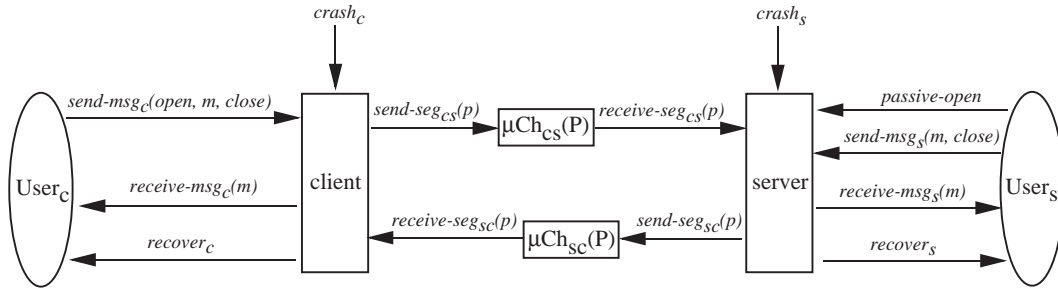 crash_c crash_s
send-msg_c(open, m, close) send-seg_cs(p) receive-seg_cs(p) passive-open
μCh_cs(P)
send-msg_s(m, close)
User_c client server User_s
receive-msg_c(m) receive-msg_s(m)
receive-seg_sc(p) send-seg_sc(p)
μCh_sc(P)
recover_c recover_s